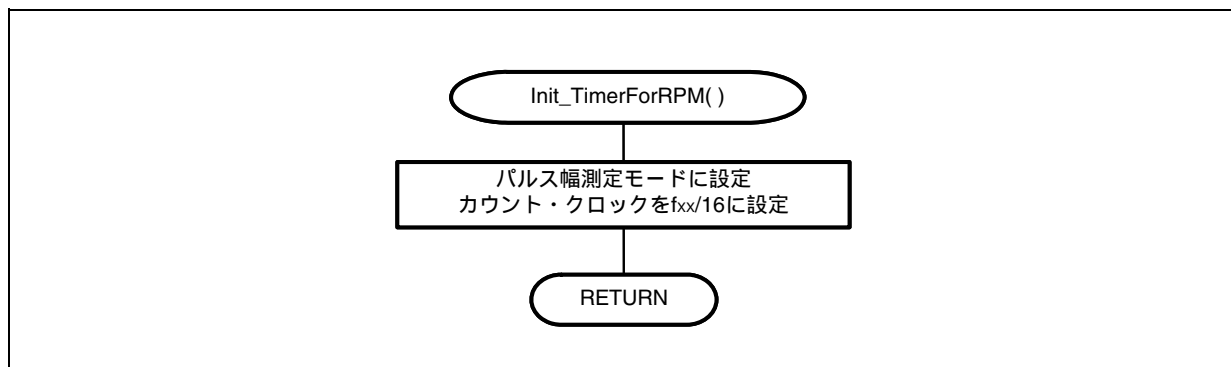 Init_TimerForRPM( )
パルス幅測定モードに設定
カウント・クロックをfxx/16に設定
RETURN